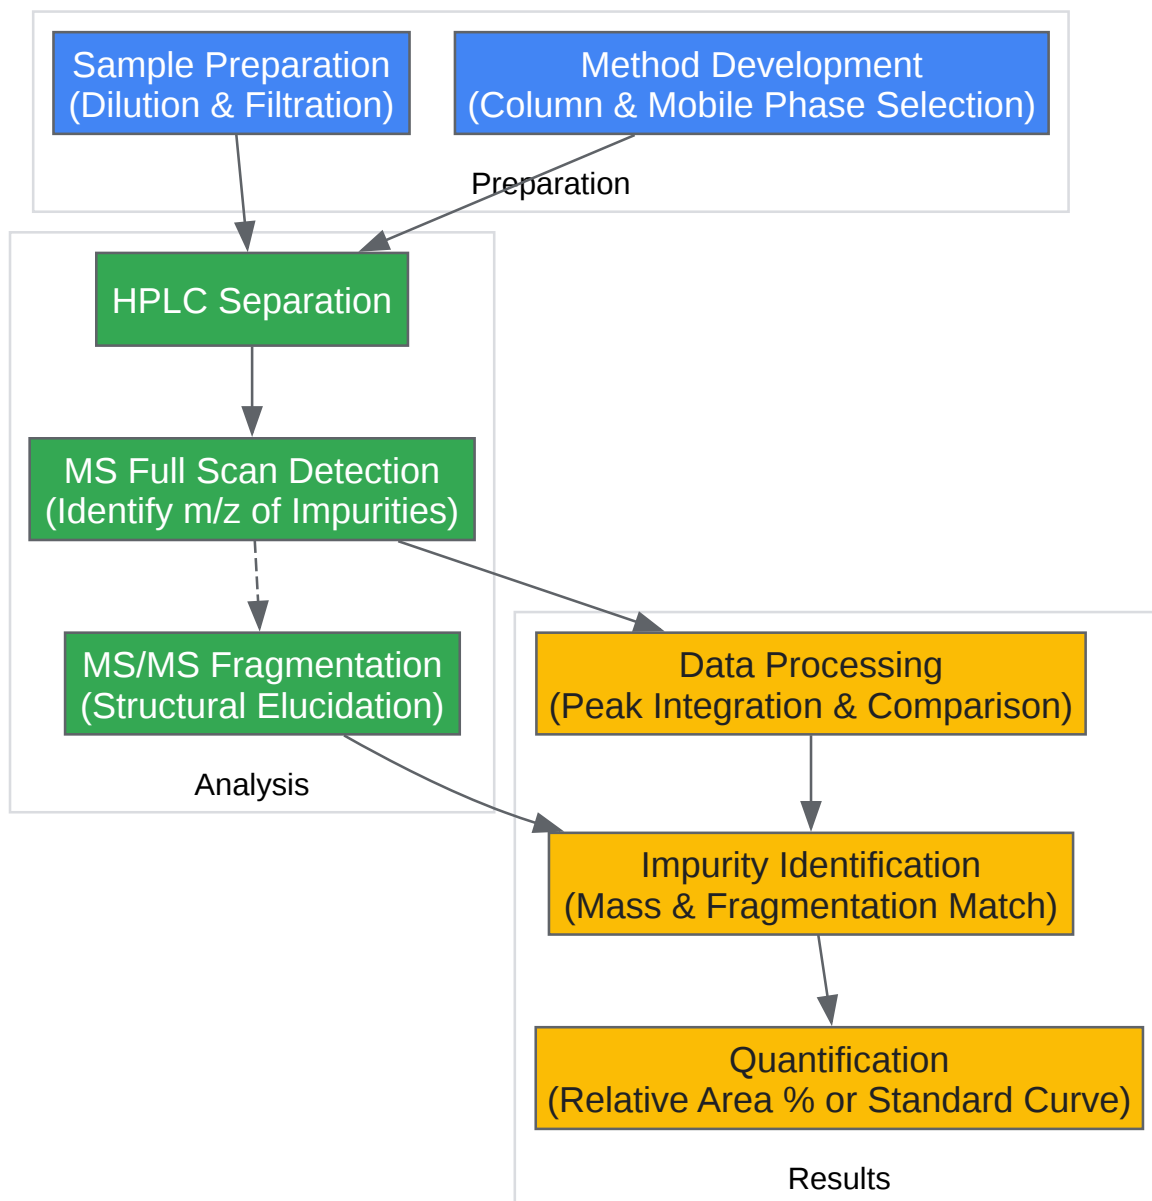 Sample Preparation
(Dilution & Filtration)
Method Development
(Column & Mobile Phase Selection)
Preparation
HPLC Separation
MS Full Scan Detection
(Identify m/z of Impurities)
MS/MS Fragmentation
(Structural Elucidation)
Analysis
Data Processing
(Peak Integration & Comparison)
Impurity Identification
(Mass & Fragmentation Match)
Quantification
(Relative Area % or Standard Curve)
Results